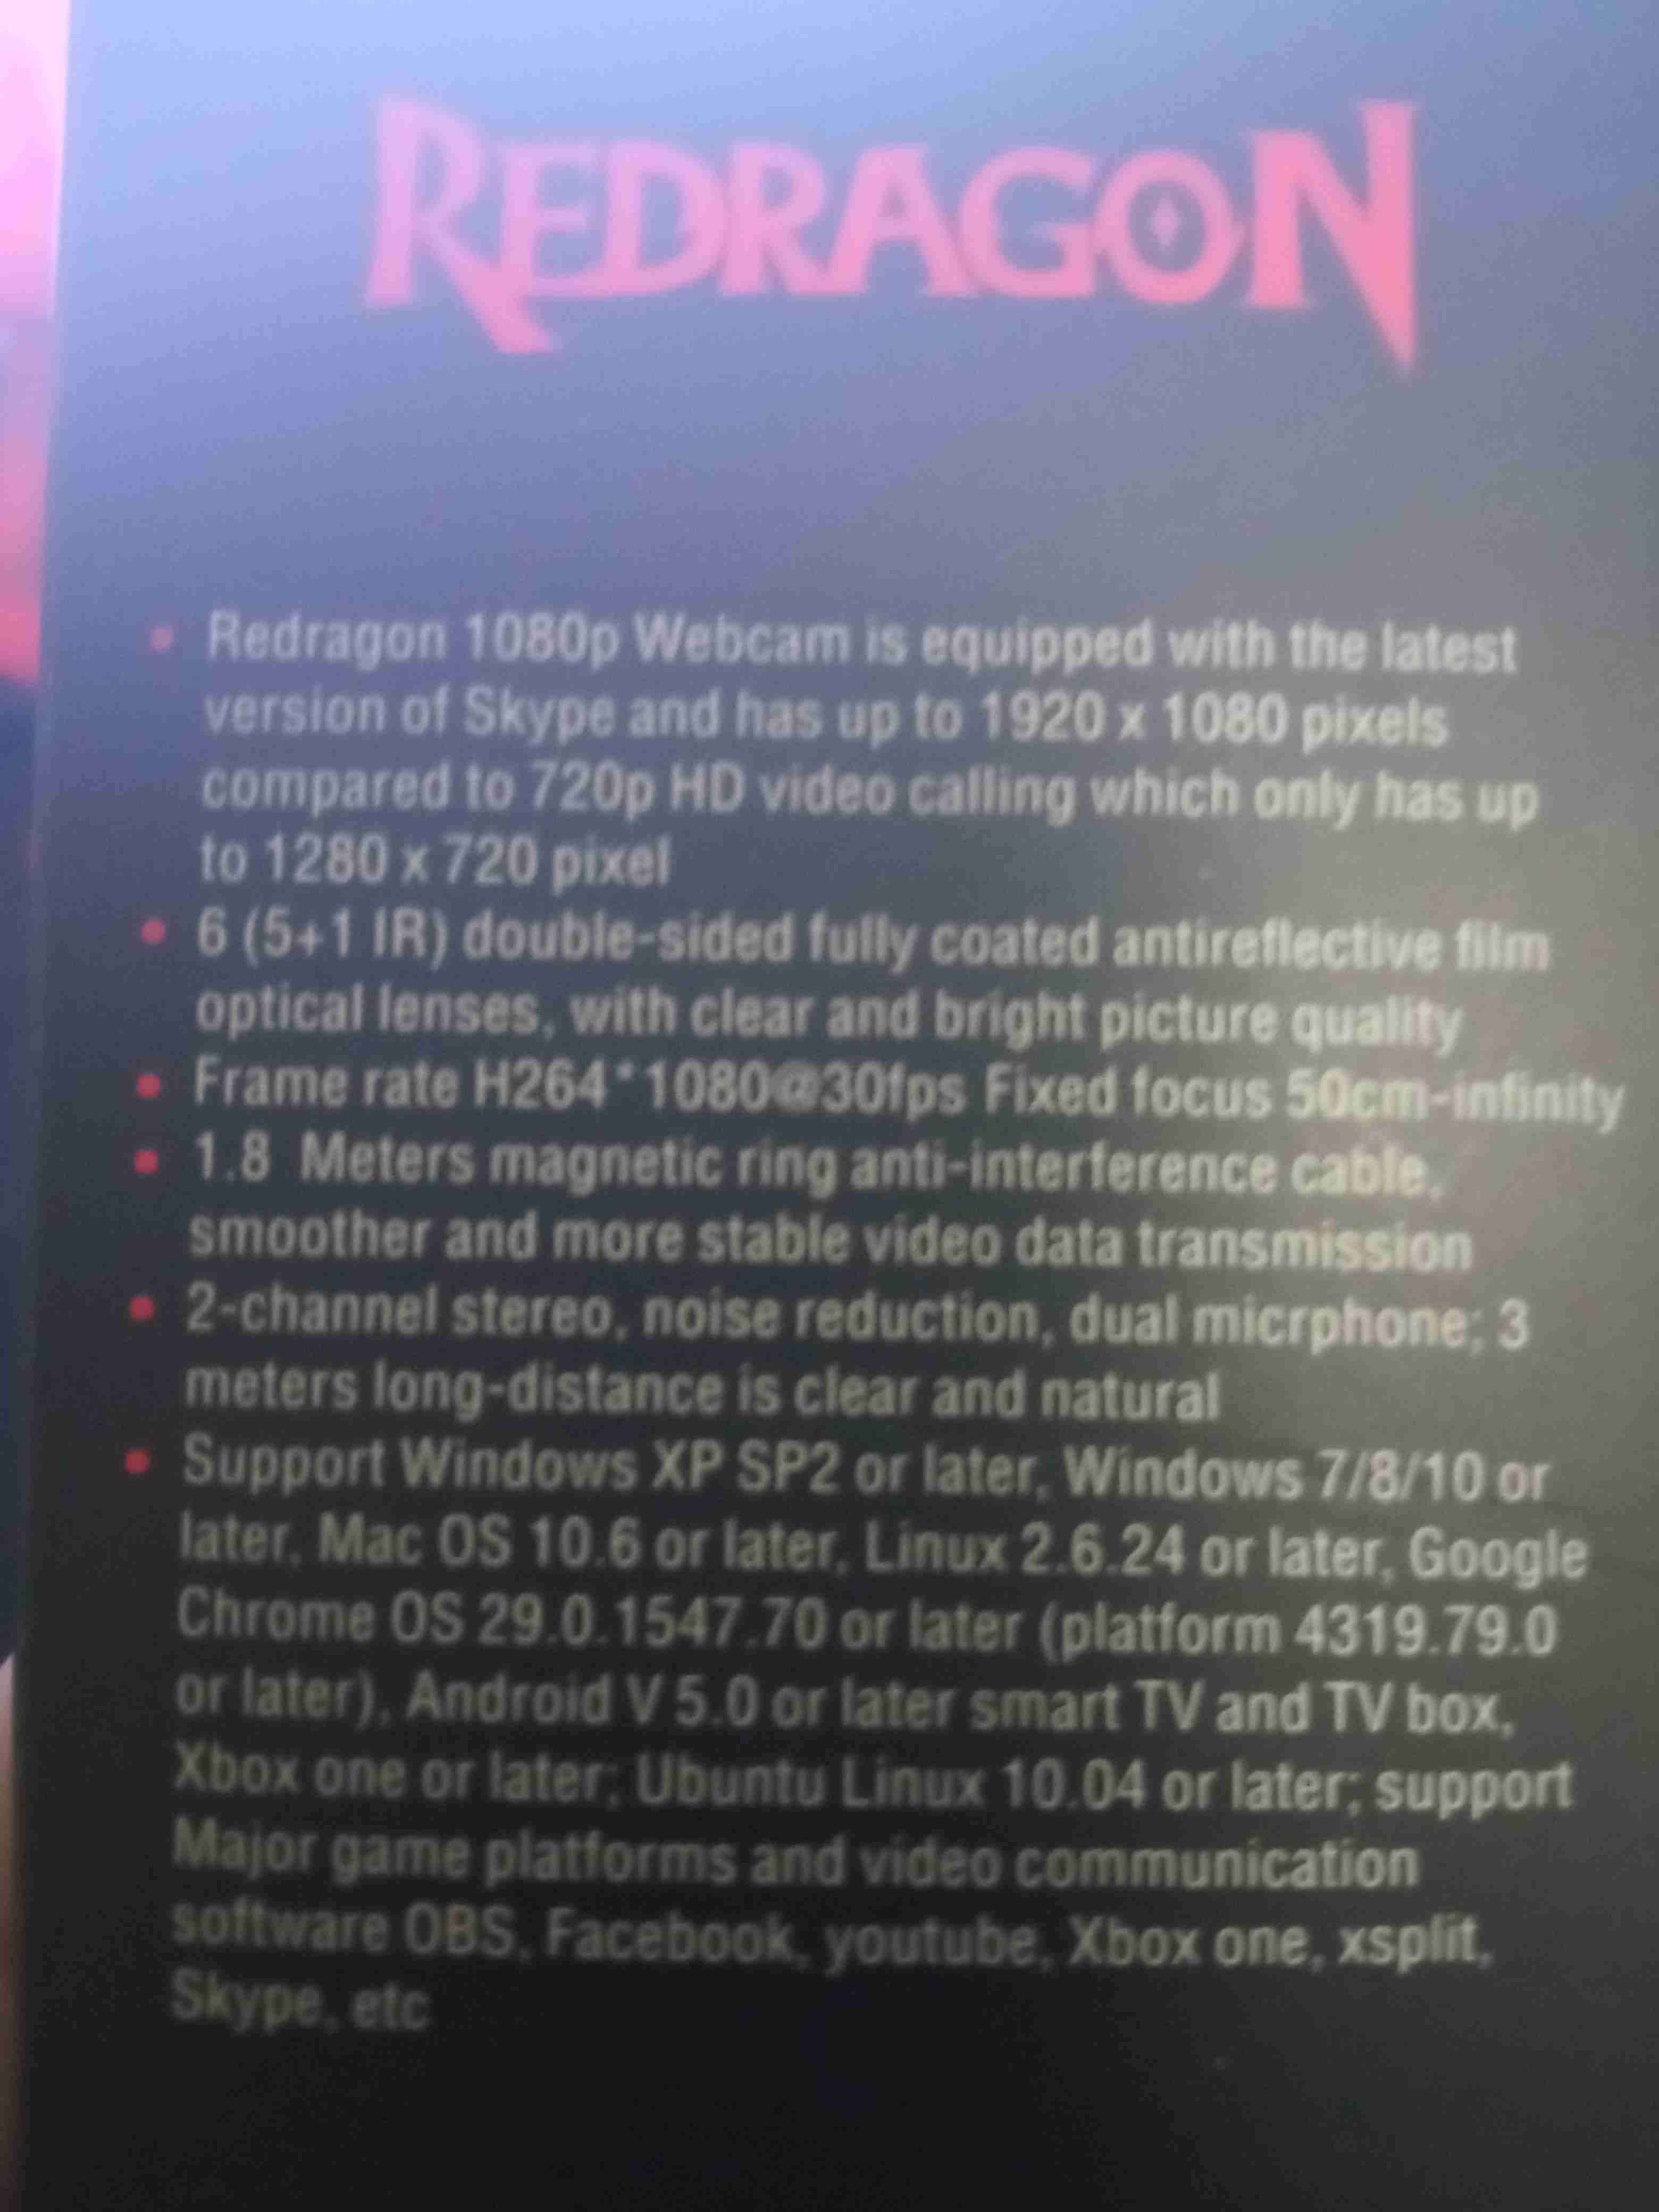 REDRAGON
• Redragon 1080p Webcam is equipped with the latest
version of Skype and has up to 1920 x 1080 pixels
compared to 720p HD video calling which only has up
to 1280 x 720 pixel
• 6 (5+1 IR) double-sided fully coated antireflective film
optical lenses, with clear and bright picture quality
• Frame rate H264*1080@30fps Fixed focus 50cm-infinity
• 1.8 Meters magnetic ring anti-interference cable,
smoother and more stable video data transmission
• 2-channel stereo, noise reduction, dual micrphone; 3
meters long-distance is clear and natural
• Support Windows XP SP2 or later, Windows 7/8/10 or
later, Mac OS 10.6 or later, Linux 2.6.24 or later, Google
Chrome OS 29.0.1547.70 or later (platform 4319.79.0
or later), Android V 5.0 or later smart TV and TV box,
Xbox one or later; Ubuntu Linux 10.04 or later; support
Major game platforms and video communication
software OBS, Facebook, youtube, Xbox one, xsplit,
Skype, etc